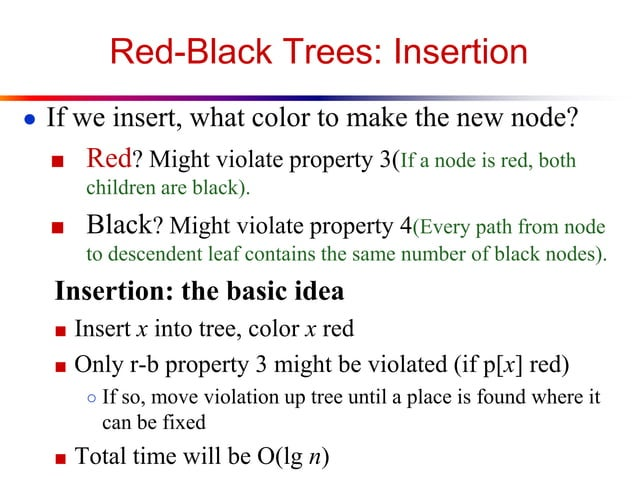 Red-Black Trees: Insertion
● If we insert, what color to make the new node?
■ Red? Might violate property 3(If a node is red, both
children are black).
■ Black? Might violate property 4(Every path from node
to descendent leaf contains the same number of black nodes).
Insertion: the basic idea
■ Insert x into tree, color x red
■ Only r-b property 3 might be violated (if p[x] red)
○ If so, move violation up tree until a place is found where it
can be fixed
■ Total time will be O(lg n)